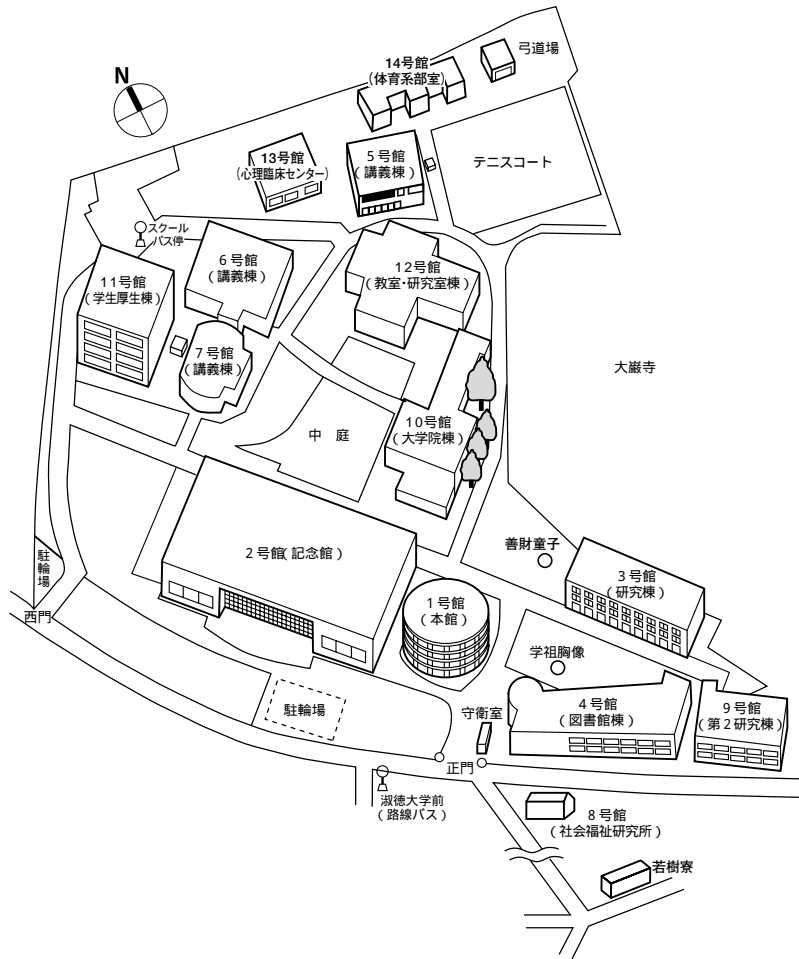 N
14号館
(体育系部室)
弓道場
13号館
(心理臨床センター)
5号館
(講義棟)
テニスコート
スクール
バス停
6号館
(講義棟)
12号館
(教室・研究室棟)
11号館
(学生厚生棟)
7号館
(講義棟)
大巌寺
10号館
(大学院棟)
中 庭
2号館(記念館)
善財童子
3号館
(研究棟)
駐輪場
1号館
(本館)
西門
学祖胸像
駐輪場
守衛室
4号館
(図書館棟)
9号館
(第2研究棟)
正門
淑徳大学前
(路線バス)
8号館
(社会福祉研究所)
若樹寮